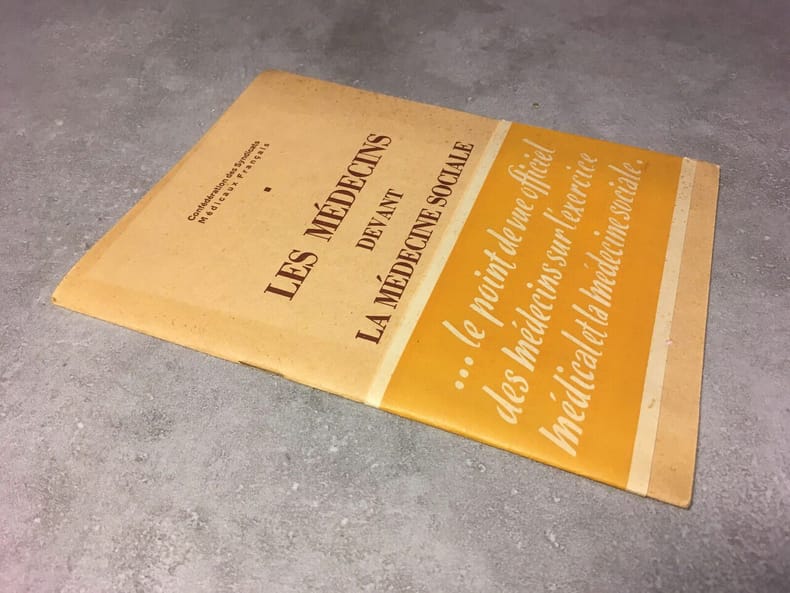 Confédération des Syndicats
Médicaux Français
LES MÉDECINS
DEVANT
LA MÉDECINE SOCIALE
... le point de vue officiel
des médecins sur l'exercice
médical et la médecine sociale.